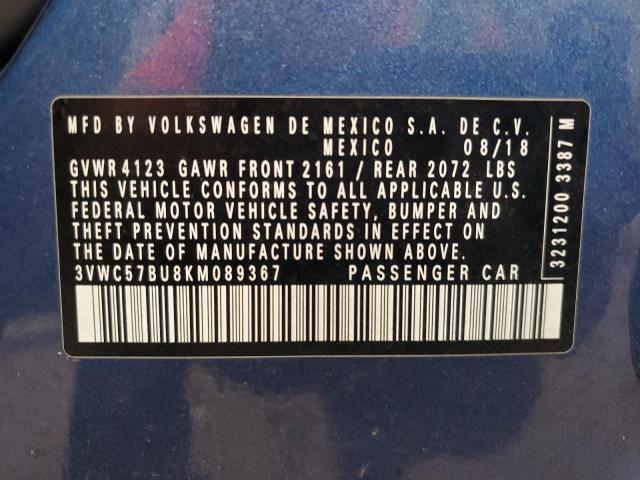 MFD BY VOLKSWAGEN DE MEXICO S.A. DE C.V.
MEXICO 08/18
GVWR 4123 GAWR FRONT 2161 / REAR 2072 LBS
THIS VEHICLE CONFORMS TO ALL APPLICABLE U.S.
FEDERAL MOTOR VEHICLE SAFETY, BUMPER AND
THEFT PREVENTION STANDARDS IN EFFECT ON
THE DATE OF MANUFACTURE SHOWN ABOVE.
3VWC57BU8KM089367 PASSENGER CAR
3231200 3387 M